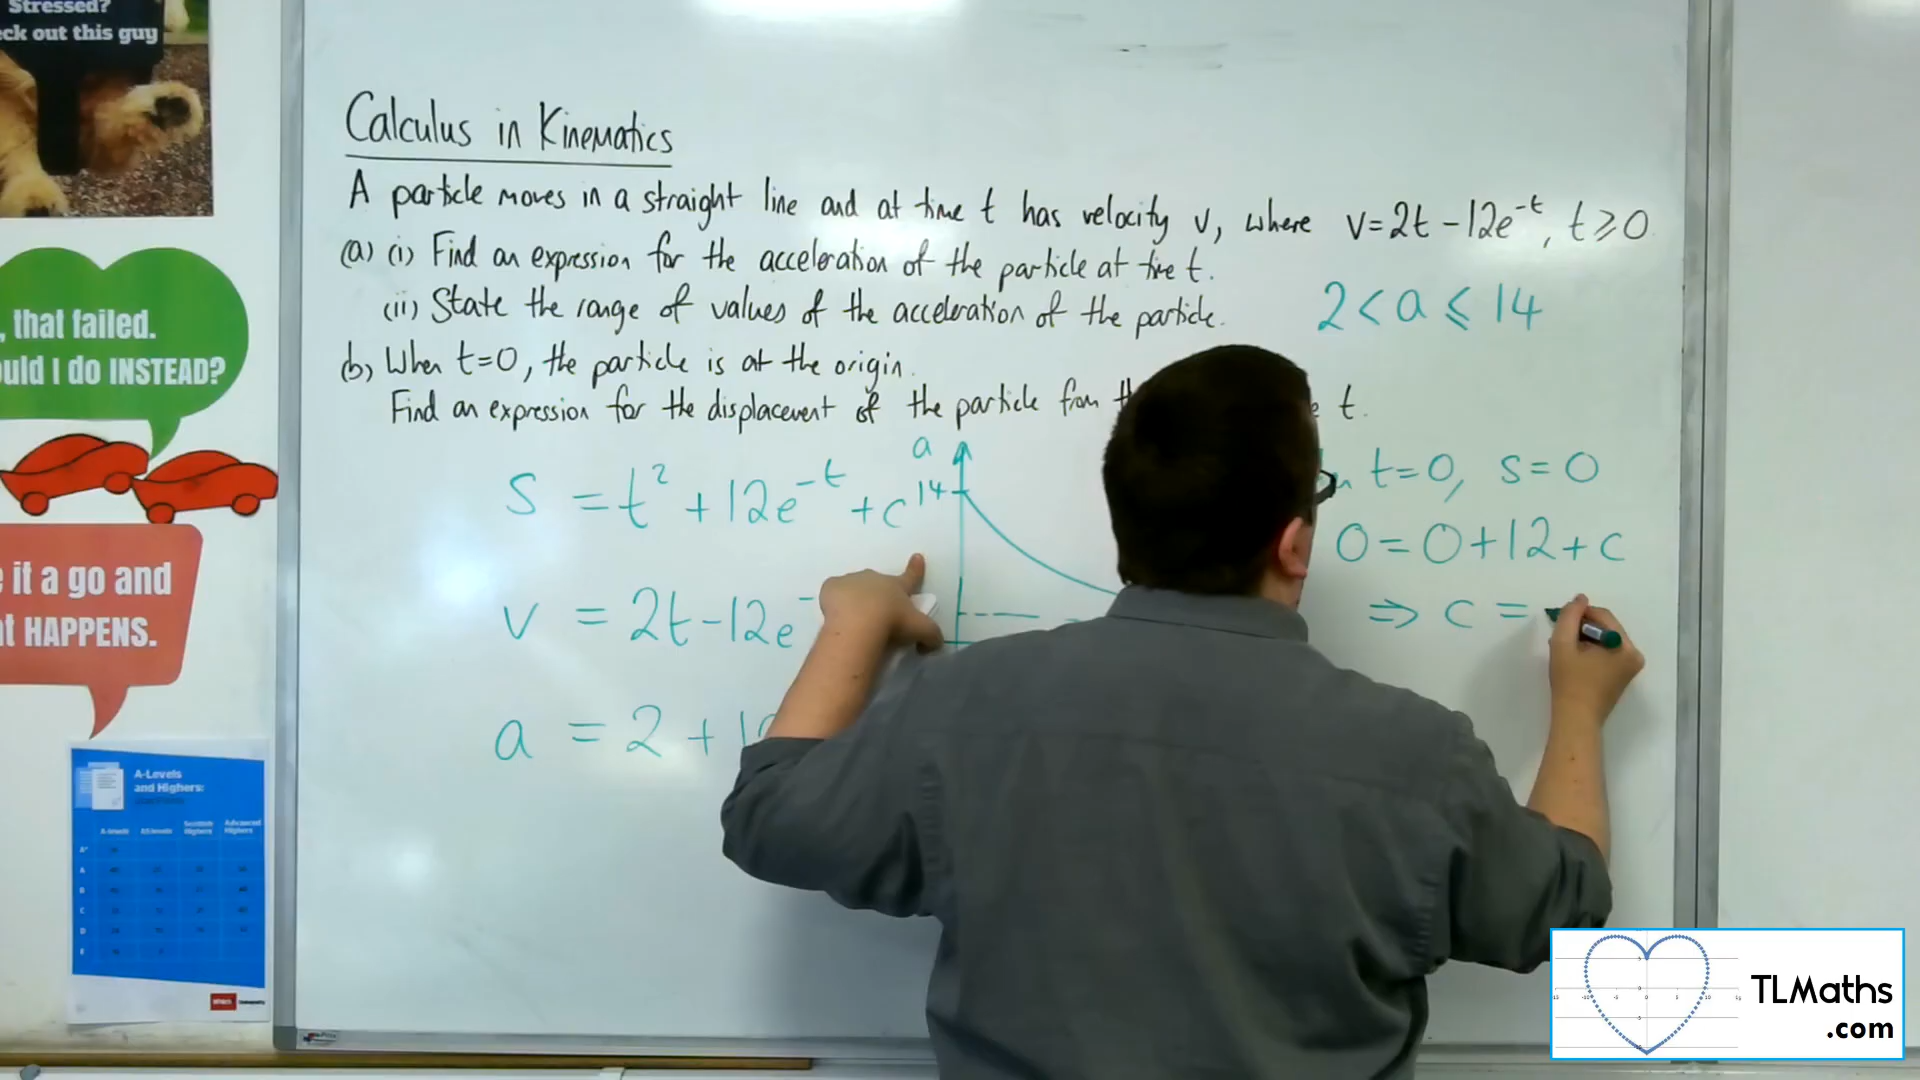 Stressed?
ck out this guy
, that failed.
uld I do INSTEAD?
it a go and
t HAPPENS.
A-Levels
and Highers:
Calculus in Kinematics
A particle moves in a straight line and at time t has velocity v, where v=2t-12e^-t, t⩾0.
(a) (i) Find an expression for the acceleration of the particle at time t.
(ii) State the range of values of the acceleration of the particle.
2<a⩽14
(b) When t=0, the particle is at the origin.
Find an expression for the displacement of the particle from t.
s = t² + 12e^-t + c
v = 2t-12e^-
a = 2 +
a
14
t=0, s=0
0=0+12+c
⇒ c =
TLMaths
.com